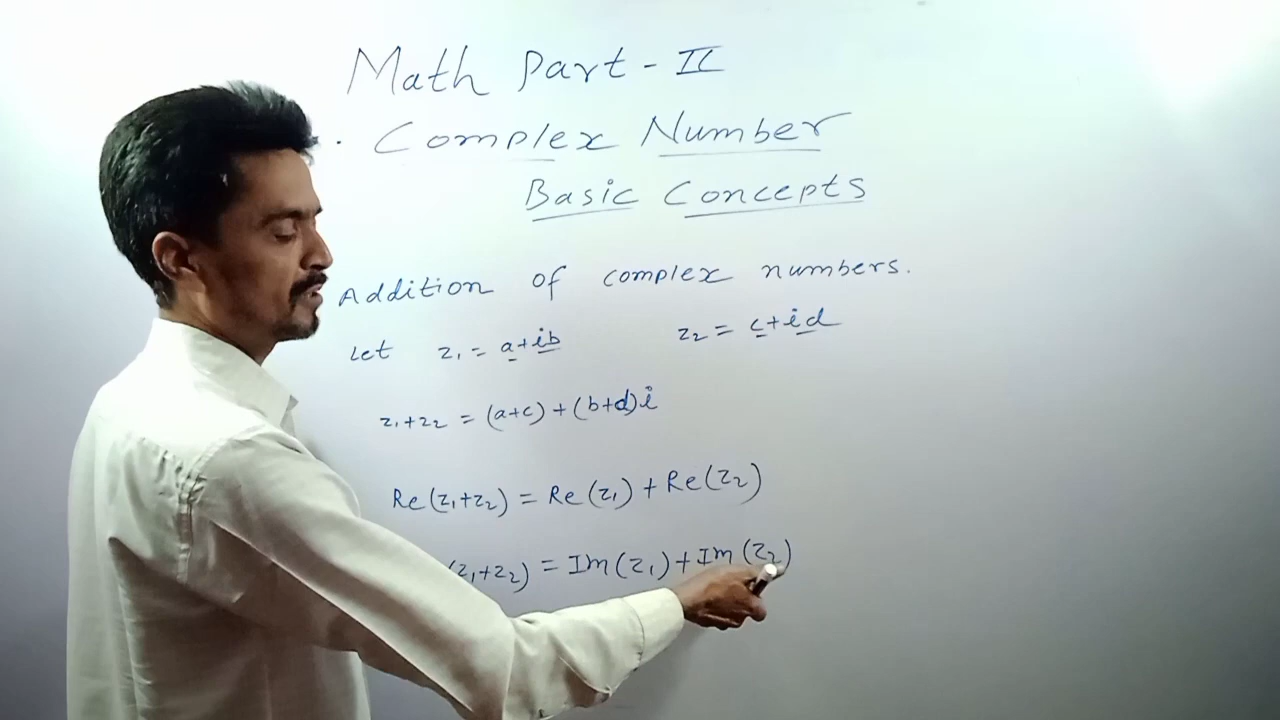 Math Part - II
. Complex Number
Basic Concepts
Addition of complex numbers.
Let z₁ = a+ib z₂ = c+id
z₁+z₂ = (a+c) + (b+d)i
Re(z₁+z₂) = Re(z₁) + Re(z₂)
(z₁+z₂) = Im(z₁) + Im(z₂)